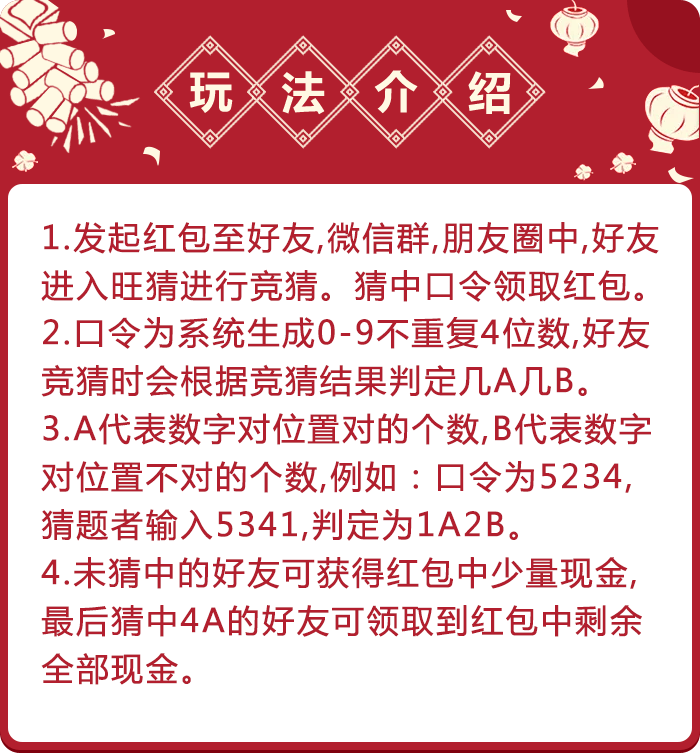 玩法介绍
1.发起红包至好友,微信群,朋友圈中,好友
进入旺猜进行竞猜。猜中口令领取红包。
2.口令为系统生成0-9不重复4位数,好友
竞猜时会根据竞猜结果判定几A几B。
3.A代表数字对位置对的个数,B代表数字
对位置不对的个数,例如：口令为5234,
猜题者输入5341,判定为1A2B。
4.未猜中的好友可获得红包中少量现金,
最后猜中4A的好友可领取到红包中剩余
全部现金。